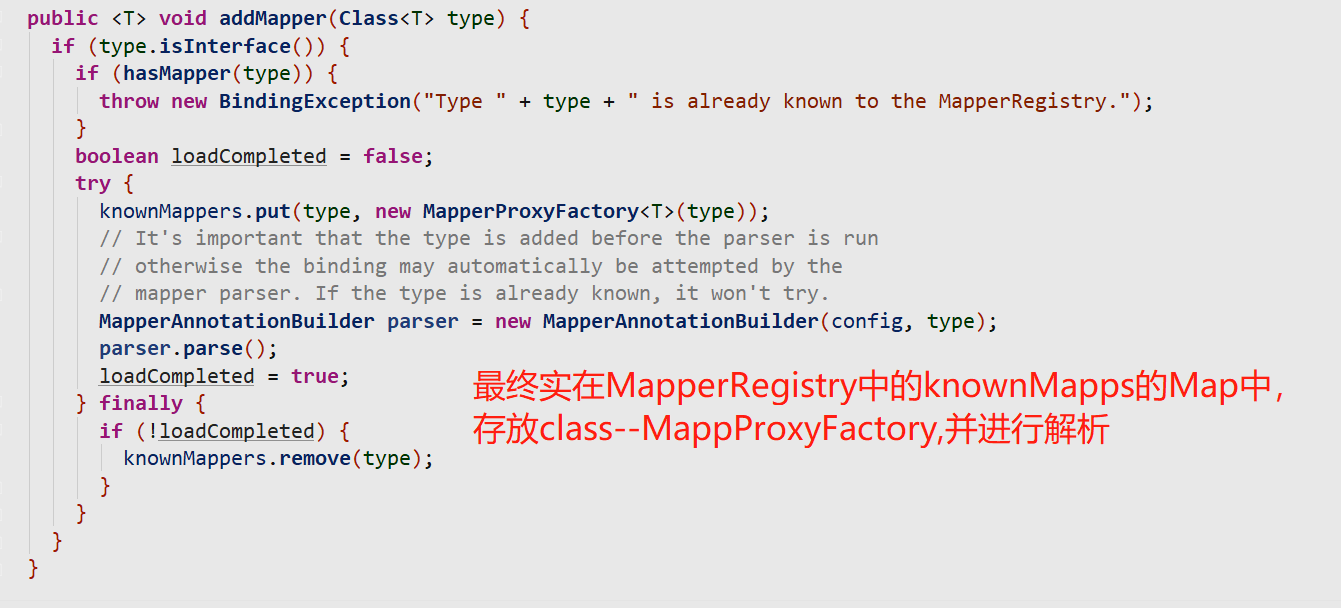 public <T> void addMapper(Class<T> type) {
if (type.isInterface()) {
if (hasMapper(type)) {
throw new BindingException("Type " + type + " is already known to the MapperRegistry.");
}
boolean loadCompleted = false;
try {
knownMappers.put(type, new MapperProxyFactory<T>(type));
// It's important that the type is added before the parser is run
// otherwise the binding may automatically be attempted by the
// mapper parser. If the type is already known, it won't try.
MapperAnnotationBuilder parser = new MapperAnnotationBuilder(config, type);
parser.parse();
loadCompleted = true;
} finally {
if (!loadCompleted) {
knownMappers.remove(type);
}
}
}
}
最终实在MapperRegistry中的knownMapps的Map中,
存放class--MappProxyFactory,并进行解析